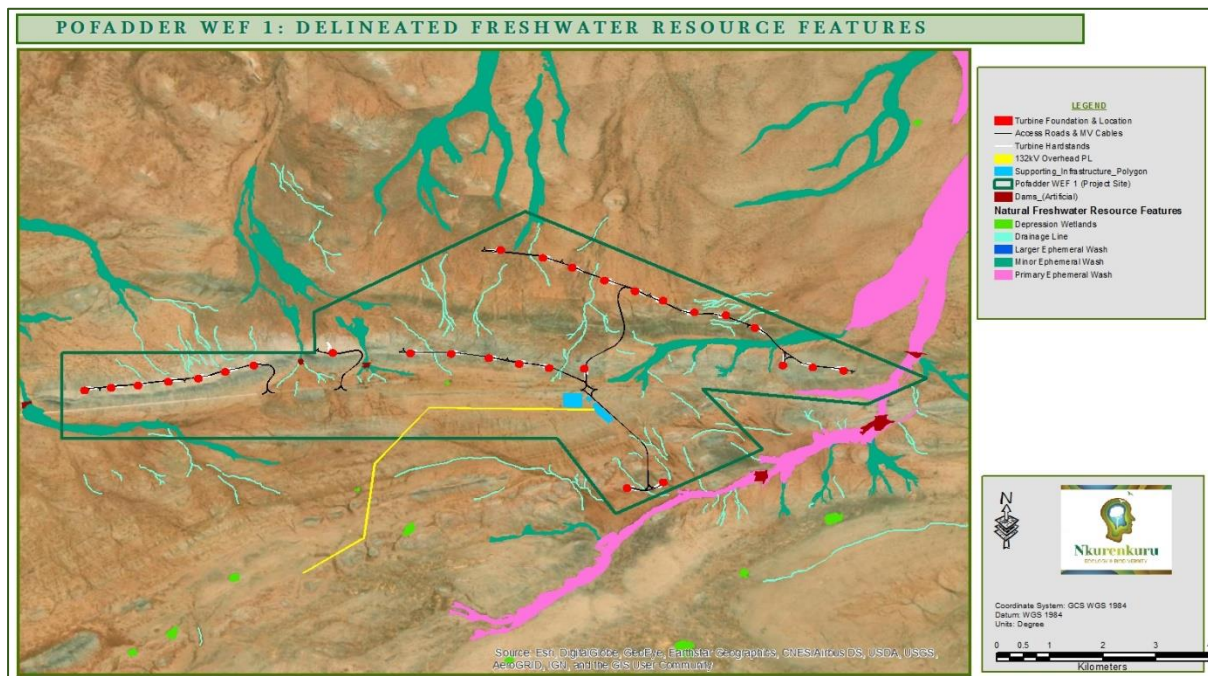 POFADDER WEF 1: DELINEATED FRESHWATER RESOURCE FEATURES
LEGEND
Turbine Foundation & Location
Access Roads & MV Cables
Turbine Hardstands
132kV Overhead PL
Supporting_Infrastructure_Polygon
Pofadder WEF 1 (Project Site)
Dams_(Artificial)
Natural Freshwater Resource Features
Depression Wetlands
Drainage Line
Larger Ephemeral Wash
Minor Ephemeral Wash
Primary Ephemeral Wash
N
Nkurenkuru
ECOLOGY & BIODIVERSITY
Coordinate System: GCS WGS 1984
Datum: WGS 1984
Units: Degree
0 0.5 1 2 3 4
Kilometers
Source: Esri, DigitalGlobe, GeoEye, Earthstar Geographics, CNES/Airbus DS, USDA, USGS,
AeroGRID, IGN, and the GIS User Community